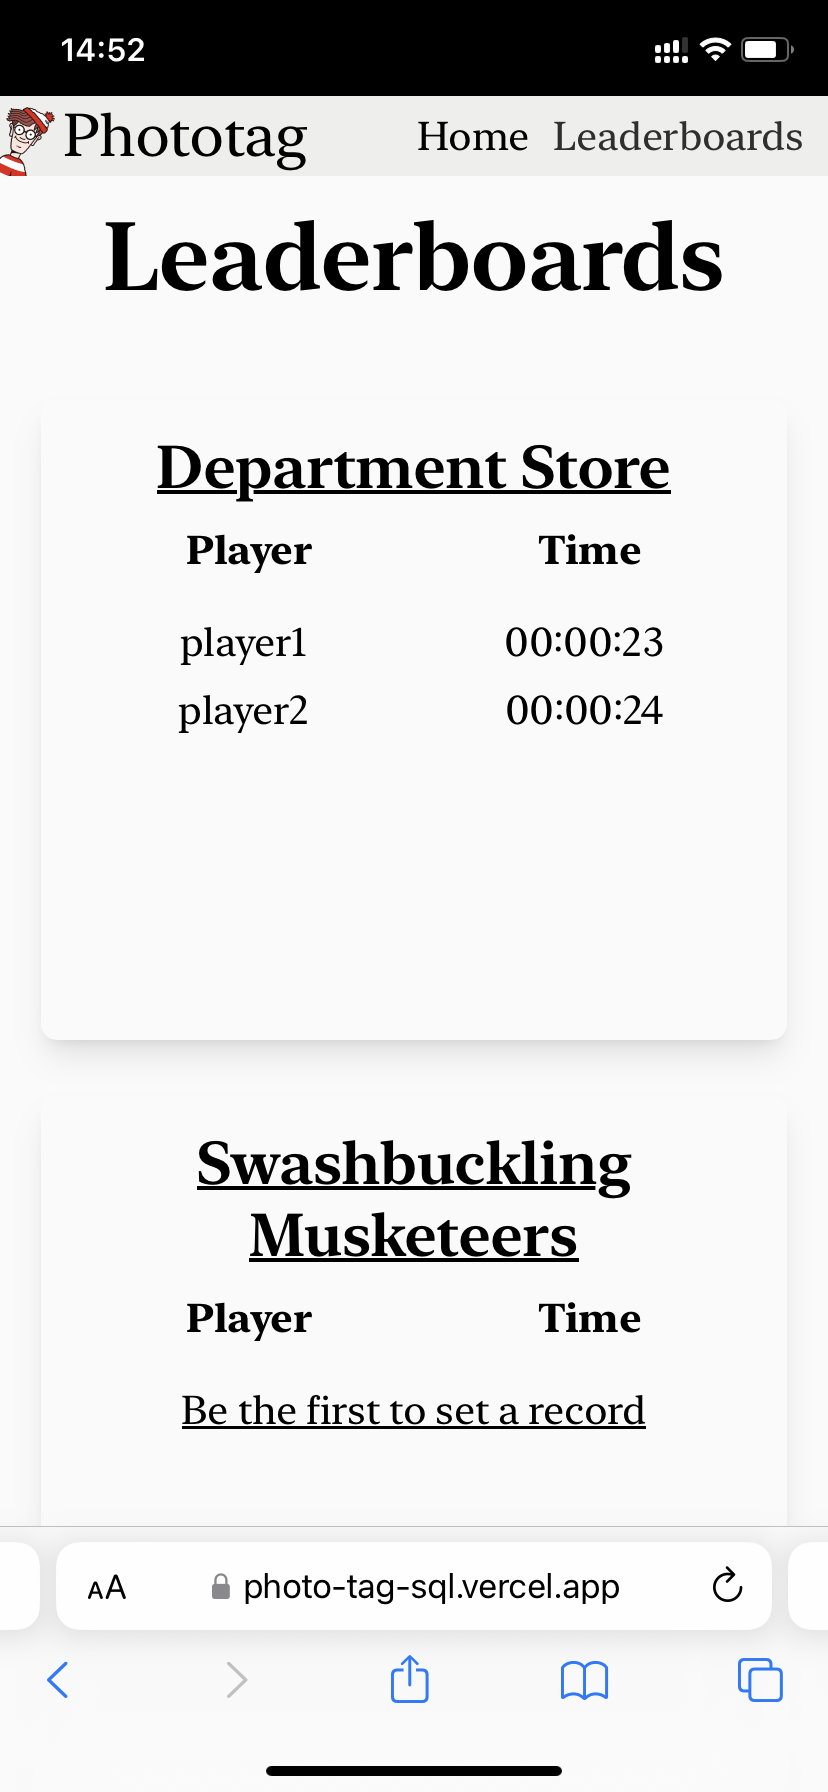 14:52
Phototag Home Leaderboards
Leaderboards
Department Store
Player Time
player1 00:00:23
player2 00:00:24
Swashbuckling
Musketeers
Player Time
Be the first to set a record
AA photo-tag-sql.vercel.app